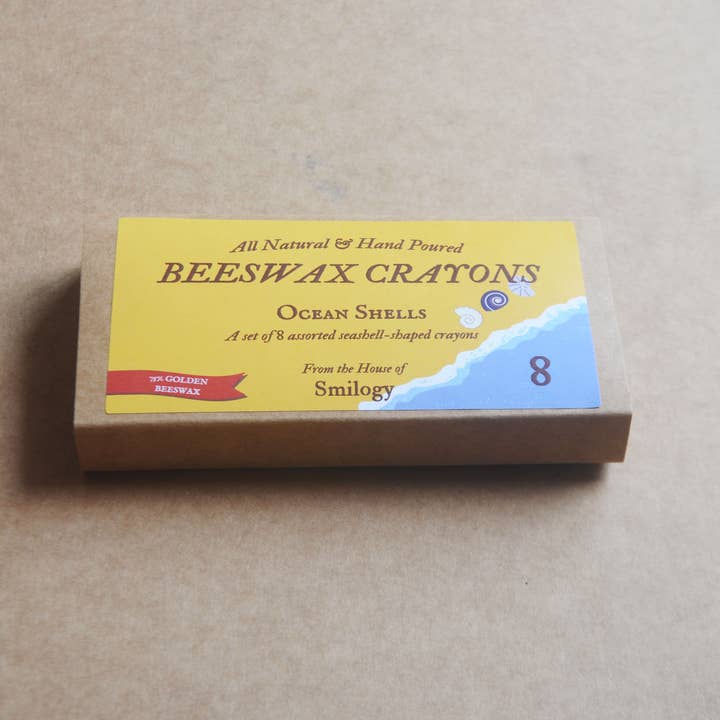 All Natural & Hand Poured
BEESWAX CRAYONS
OCEAN SHELLS
A set of 8 assorted seashell-shaped crayons
From the House of
Smilogy
75% GOLDEN
BEESWAX
8